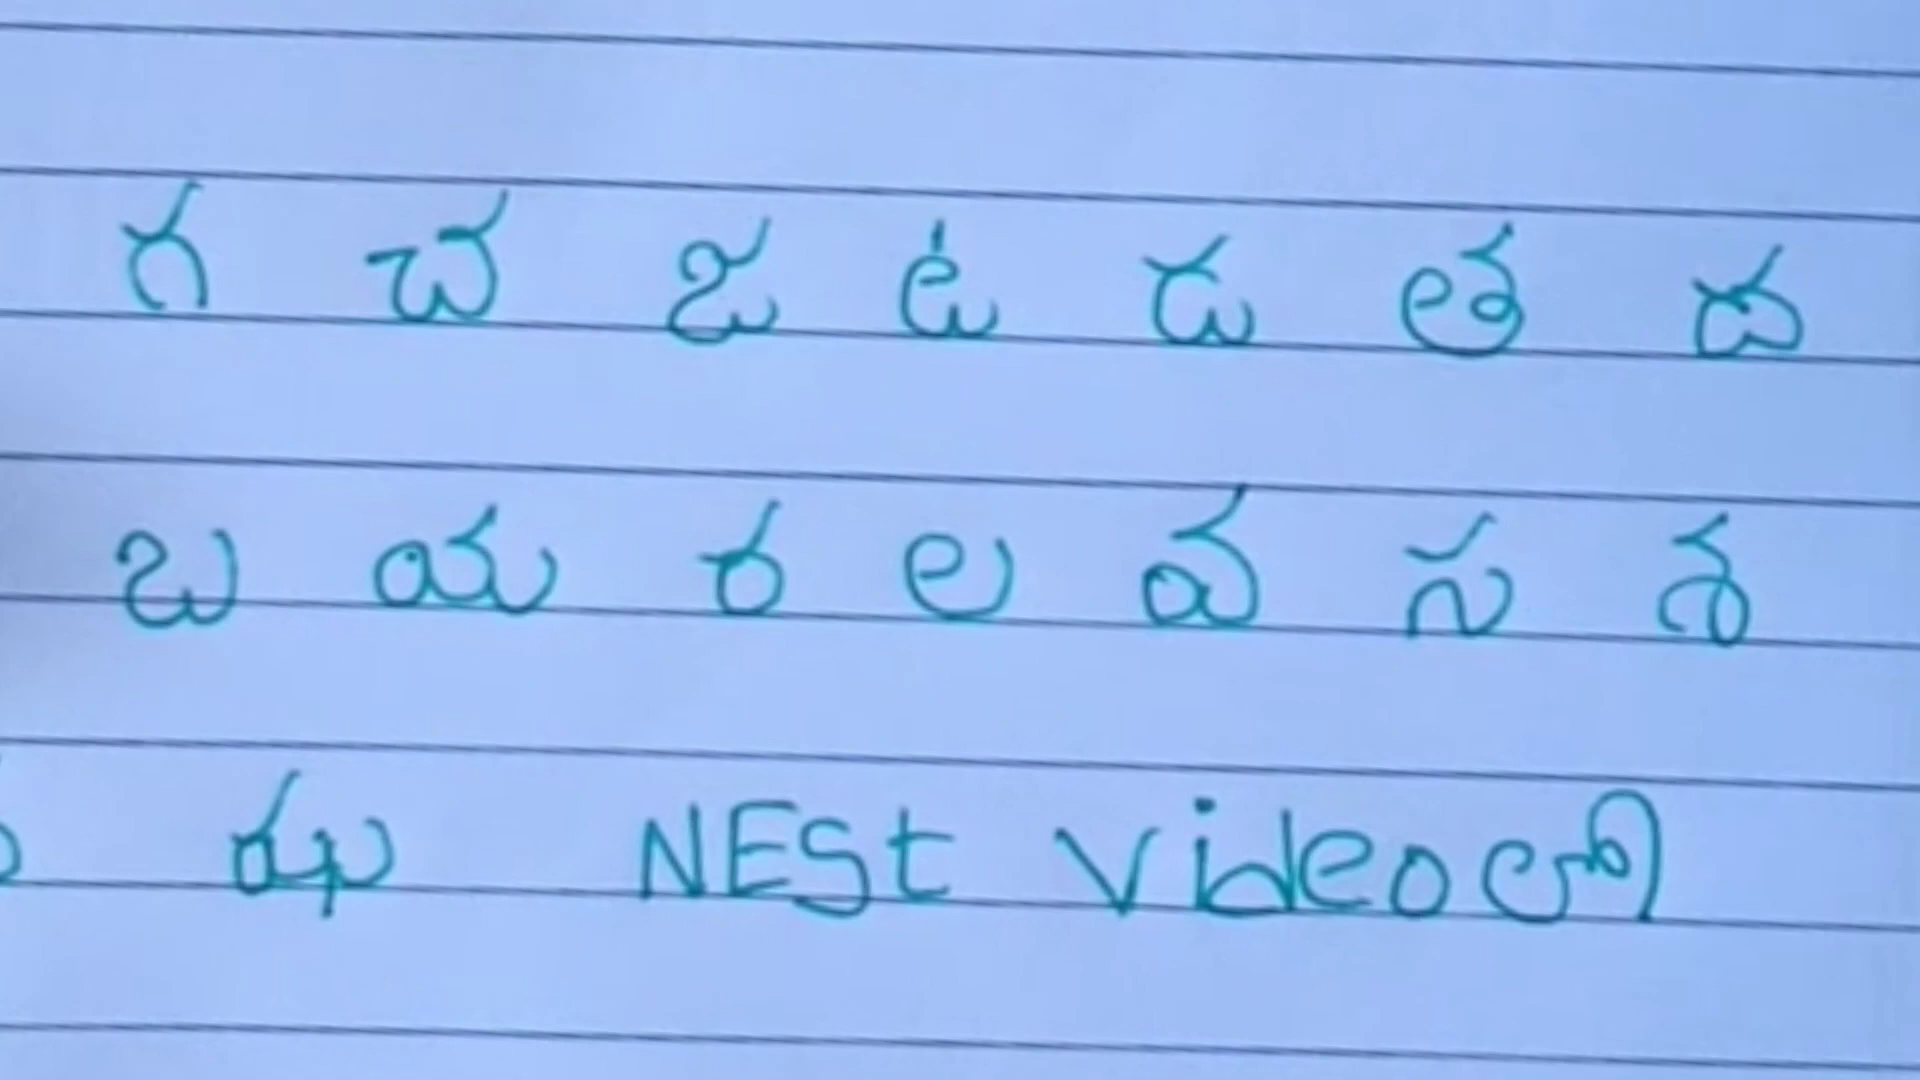 గ చ జ ట డ త ద
బ య ర ల వ స శ
ఝ NESt Videoలో